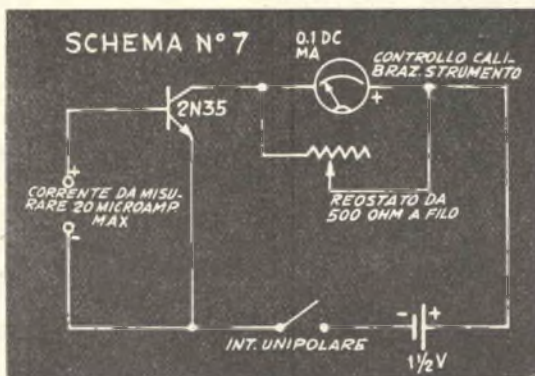 SCHEMA N° 7
0.1 DC
MA
CONTROLLO CALI-
BRAZ. STRUMENTO
+
2N35
+
CORRENTE DA MISU-
RARE 20 MICROAMP.
MAX
-
REOSTATO DA
500 OHM A FILO
- +
INT. UNIPOLARE
1½ V